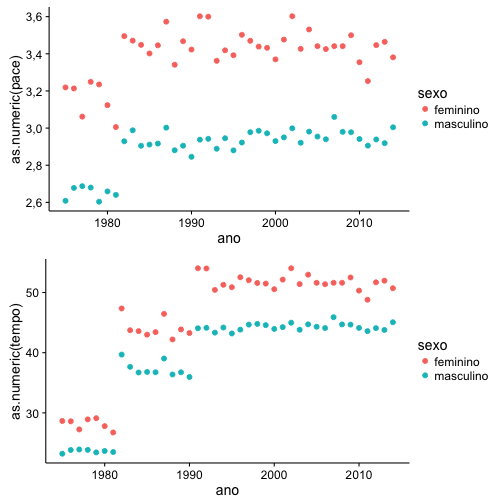 3,6
3,4
3,2
3,0
2,8
2,6
as.numeric(pace)
1980
1990
2000
2010
ano
sexo
feminino
masculino
50
40
30
as.numeric(tempo)
1980
1990
2000
2010
ano
sexo
feminino
masculino